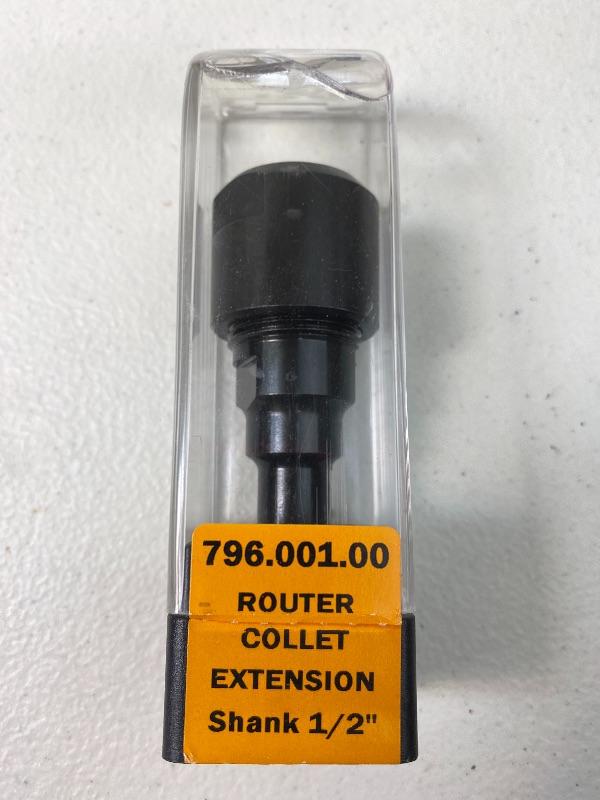 796.001.00
ROUTER
COLLET
EXTENSION
Shank 1/2"